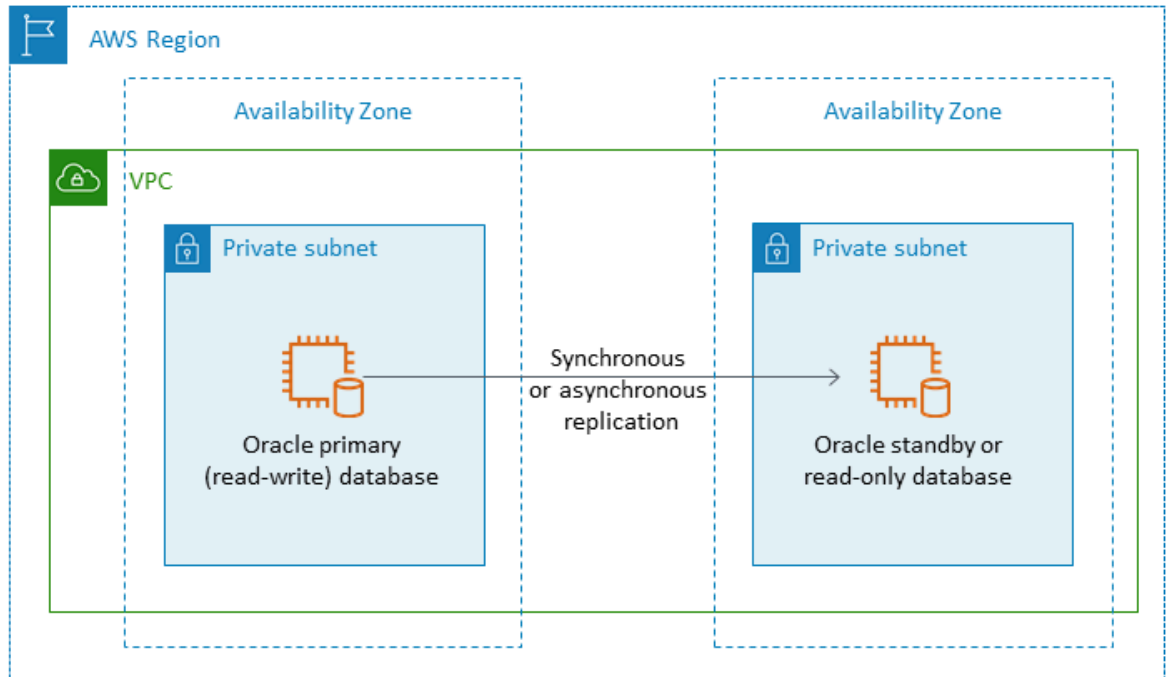 AWS Region
Availability Zone
Availability Zone
VPC
Private subnet
Private subnet
Synchronous
or asynchronous
replication
Oracle primary
(read-write) database
Oracle standby or
read-only database